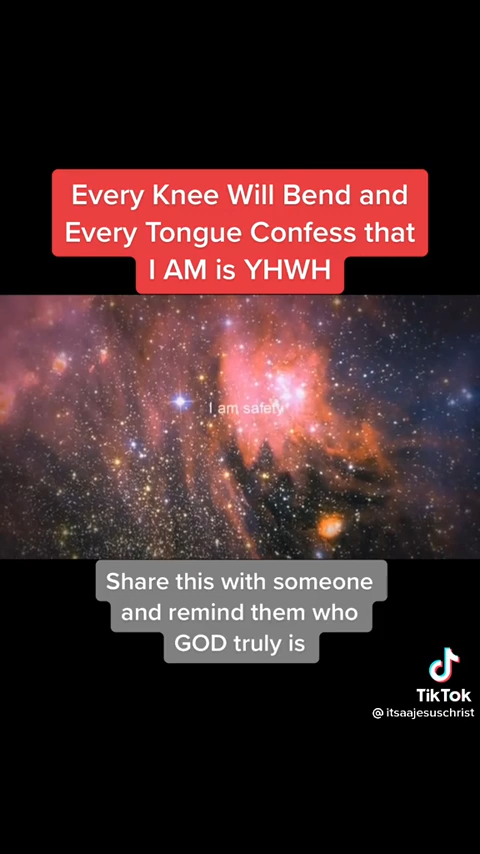 Every Knee Will Bend and
Every Tongue Confess that
I AM is YHWH
I am safety
Share this with someone
and remind them who
GOD truly is
TikTok
@itsaajesuschrist